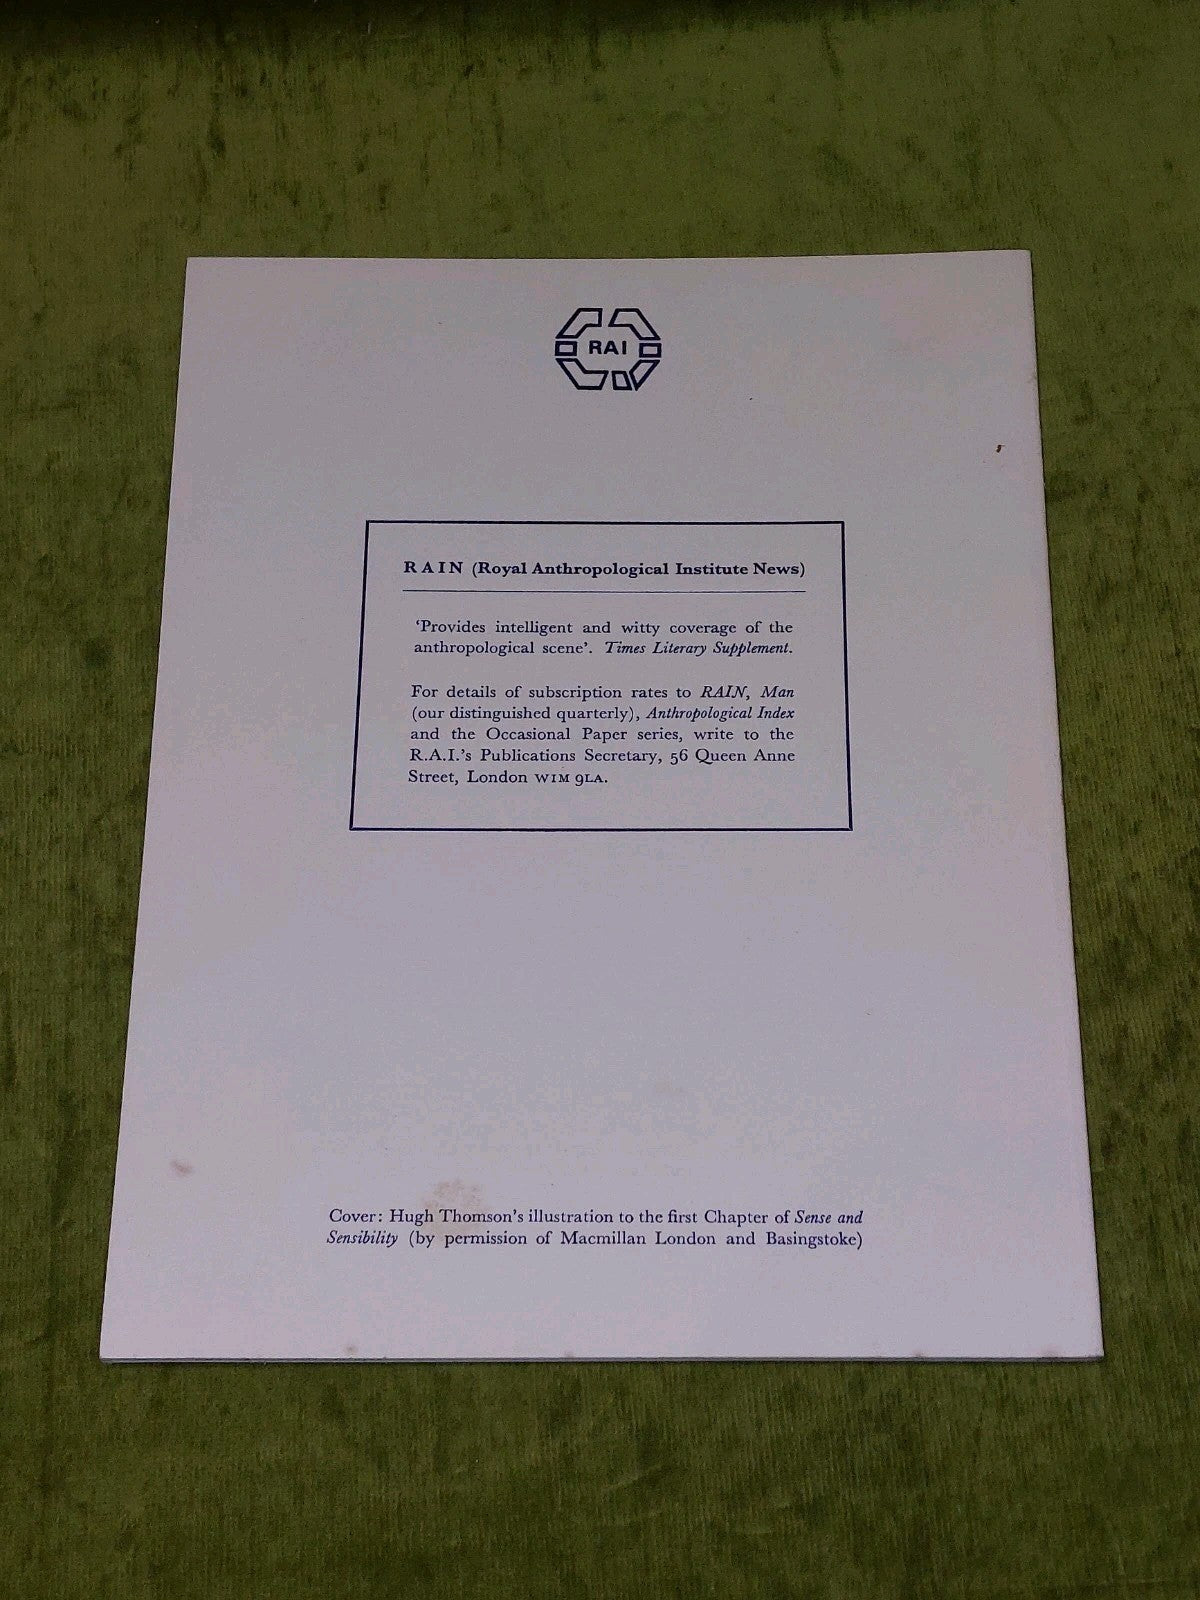 RAI
RAIN (Royal Anthropological Institute News)
‘Provides intelligent and witty coverage of the
anthropological scene’. Times Literary Supplement.
For details of subscription rates to RAIN, Man
(our distinguished quarterly), Anthropological Index
and the Occasional Paper series, write to the
R.A.I.’s Publications Secretary, 56 Queen Anne
Street, London W1M 9LA.
Cover: Hugh Thomson’s illustration to the first Chapter of Sense and
Sensibility (by permission of Macmillan London and Basingstoke)